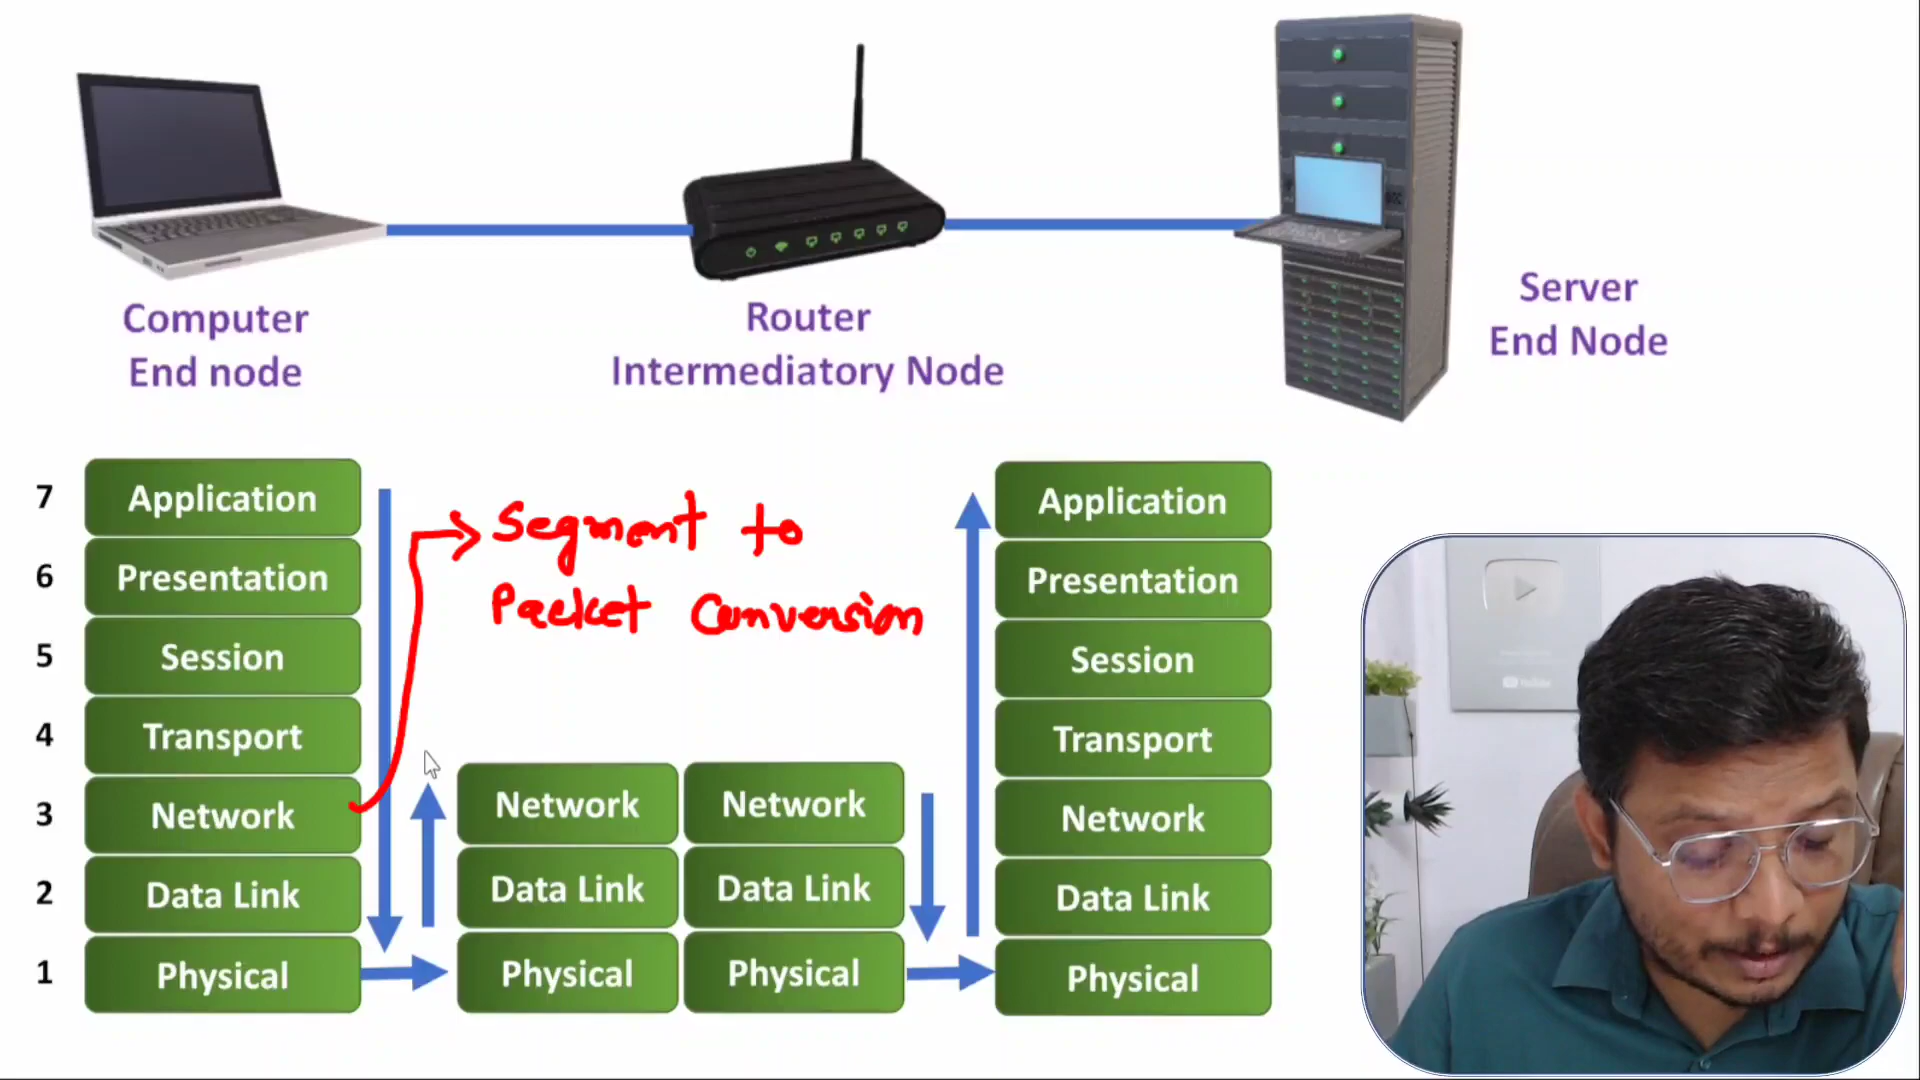 Computer
End node
Router
Intermediatory Node
Server
End Node
7
6
5
4
3
2
1
Application
Presentation
Session
Transport
Network
Data Link
Physical
Segment to
Packet Conversion
Network
Data Link
Physical
Network
Data Link
Physical
Application
Presentation
Session
Transport
Network
Data Link
Physical
YouTube